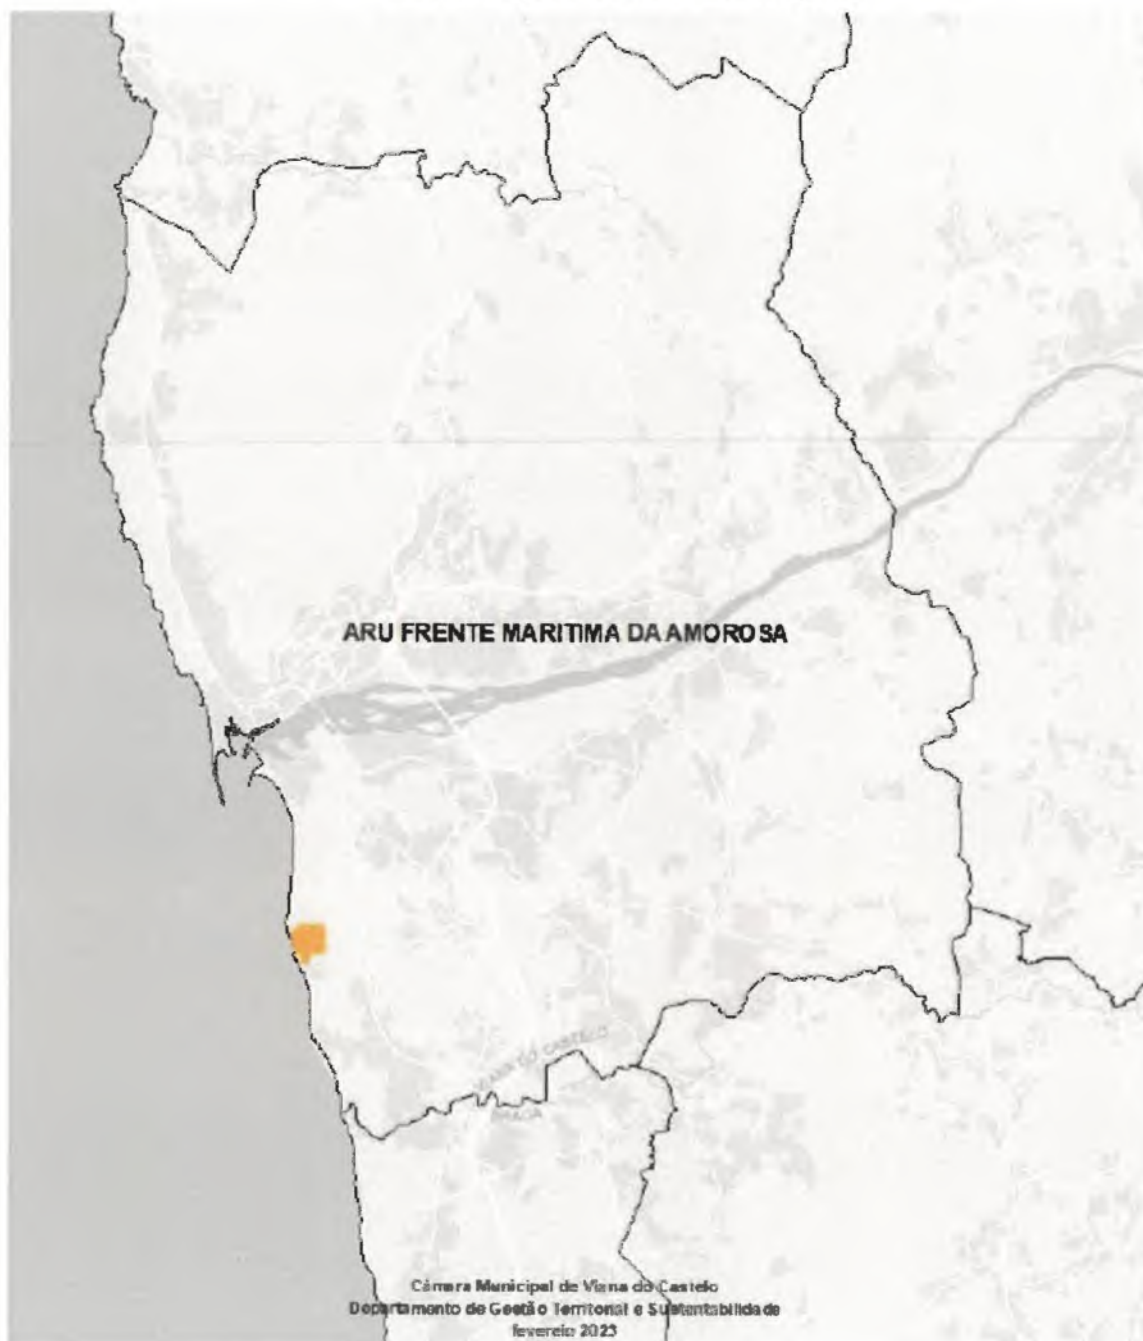 ARU FRENTE MARITIMA DA AMOROSA
VIANA DO CASTELO
BRAGA
Câmara Municipal de Viana do Castelo
Departamento de Gestão Territorial e Sustentabilidade
fevereiro 2023